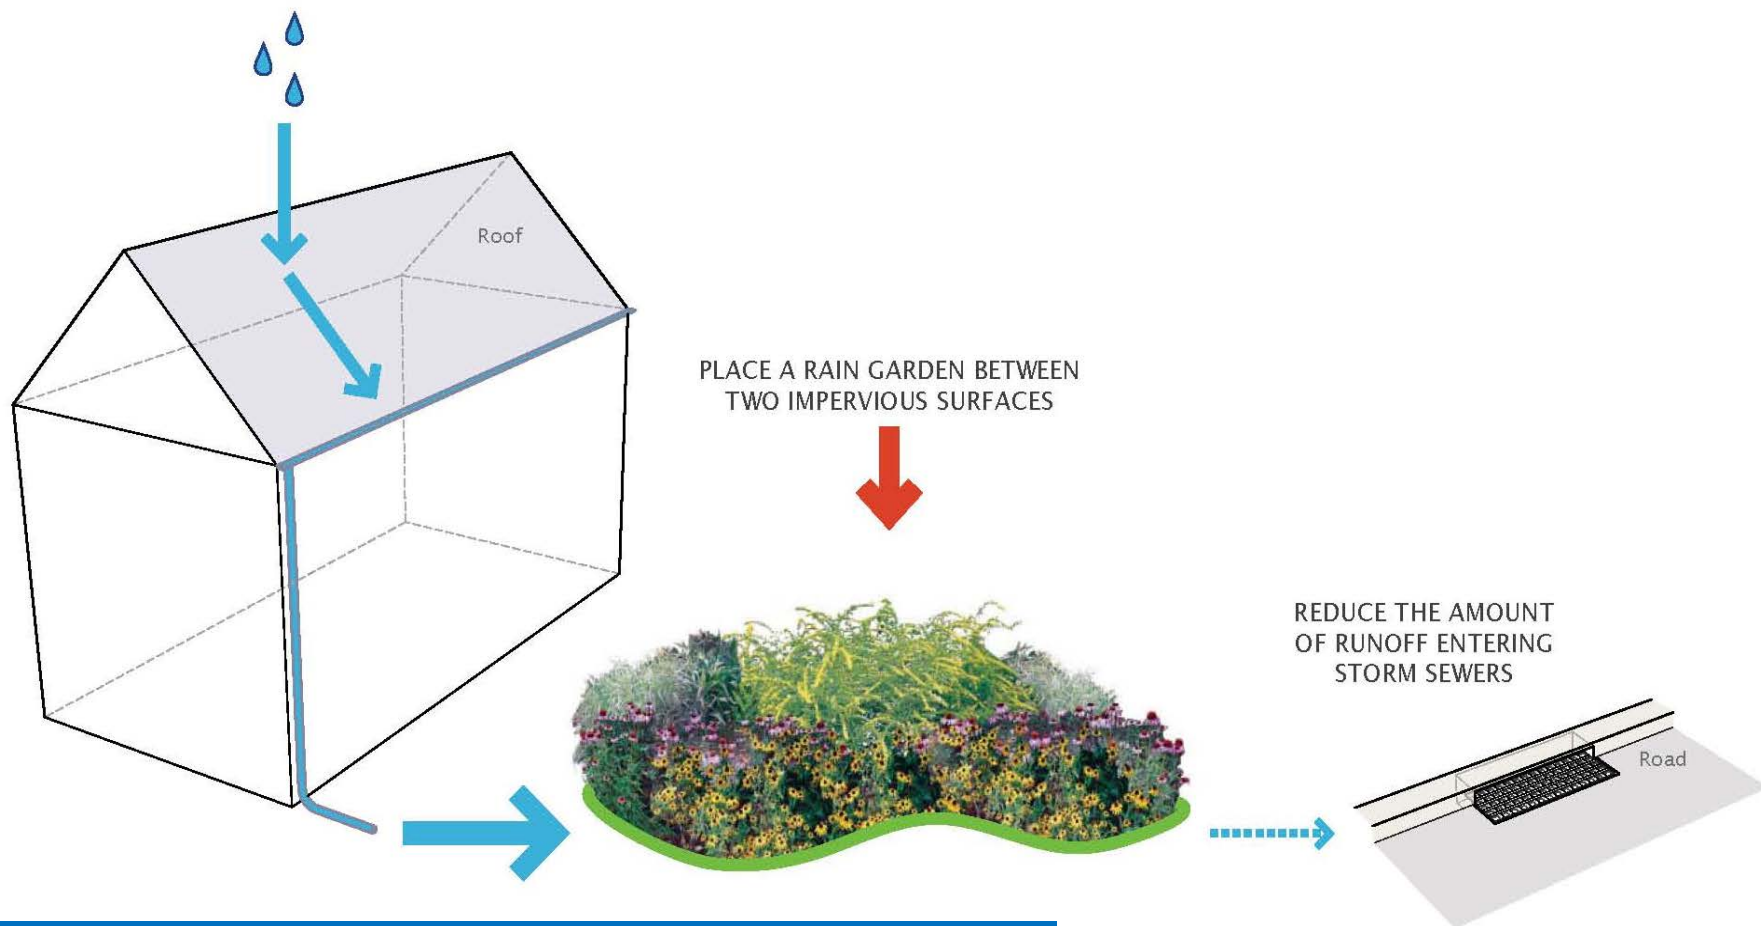 Roof
PLACE A RAIN GARDEN BETWEEN
TWO IMPERVIOUS SURFACES
REDUCE THE AMOUNT
OF RUNOFF ENTERING
STORM SEWERS
Road